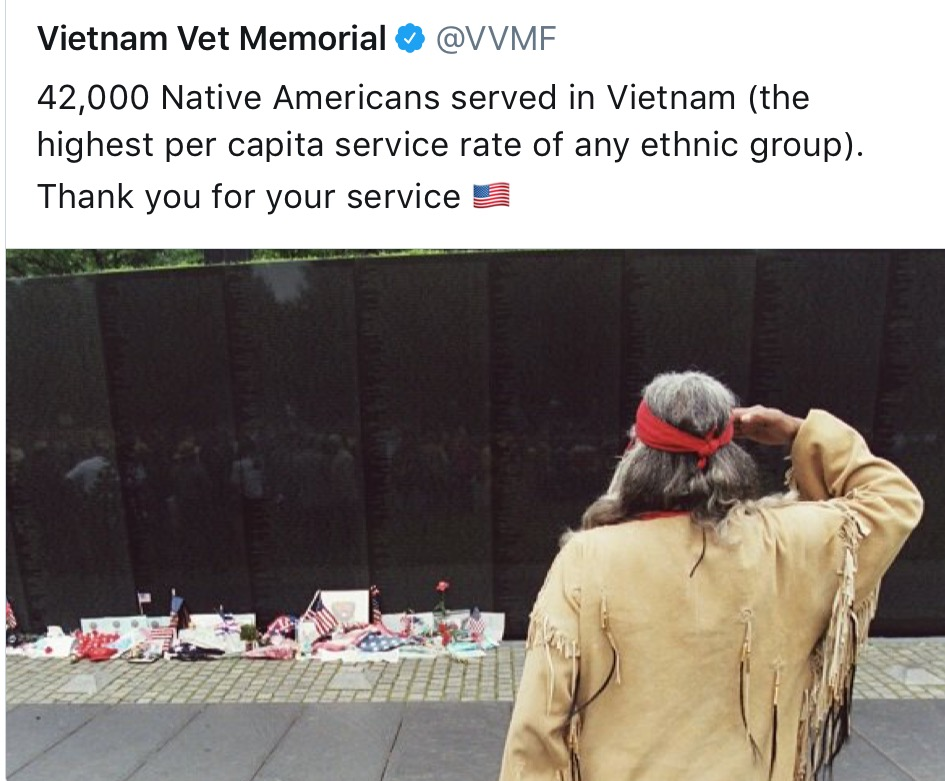 Vietnam Vet Memorial @VVMF
42,000 Native Americans served in Vietnam (the
highest per capita service rate of any ethnic group).
Thank you for your service 🇺🇸